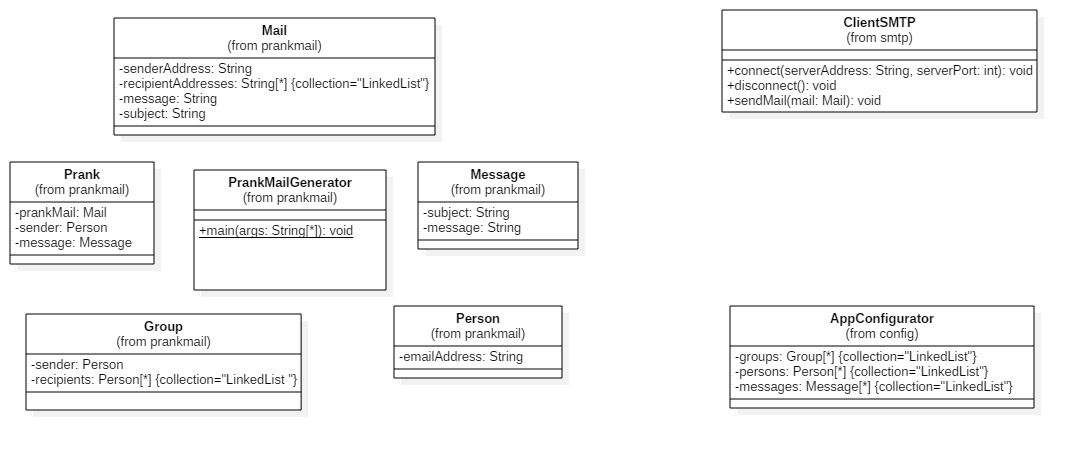 Mail
(from prankmail)
-senderAddress: String
-recipientAddresses: String[*] {collection="LinkedList"}
-message: String
-subject: String
ClientSMTP
(from smtp)
+connect(serverAddress: String, serverPort: int): void
+disconnect(): void
+sendMail(mail: Mail): void
Prank
(from prankmail)
-prankMail: Mail
-sender: Person
-message: Message
PrankMailGenerator
(from prankmail)
+main(args: String[*]): void
Message
(from prankmail)
-subject: String
-message: String
Group
(from prankmail)
-sender: Person
-recipients: Person[*] {collection="LinkedList "}
Person
(from prankmail)
-emailAddress: String
AppConfigurator
(from config)
-groups: Group[*] {collection="LinkedList"}
-persons: Person[*] {collection="LinkedList"}
-messages: Message[*] {collection="LinkedList"}